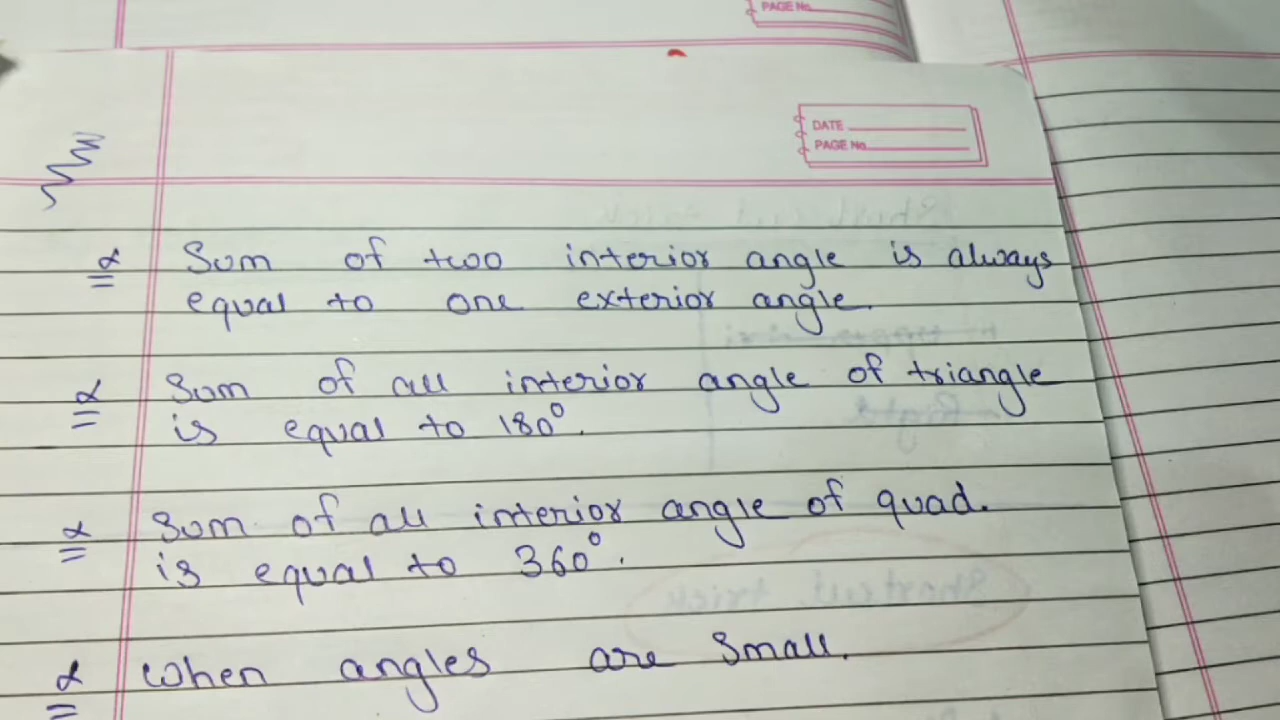 PAGE No.
DATE
PAGE No.
α Sum of two interior angle is always
equal to one exterior angle.
α Sum of all interior angle of triangle
is equal to 180°.
α Sum of all interior angle of quad.
is equal to 360°.
α When angles are small.